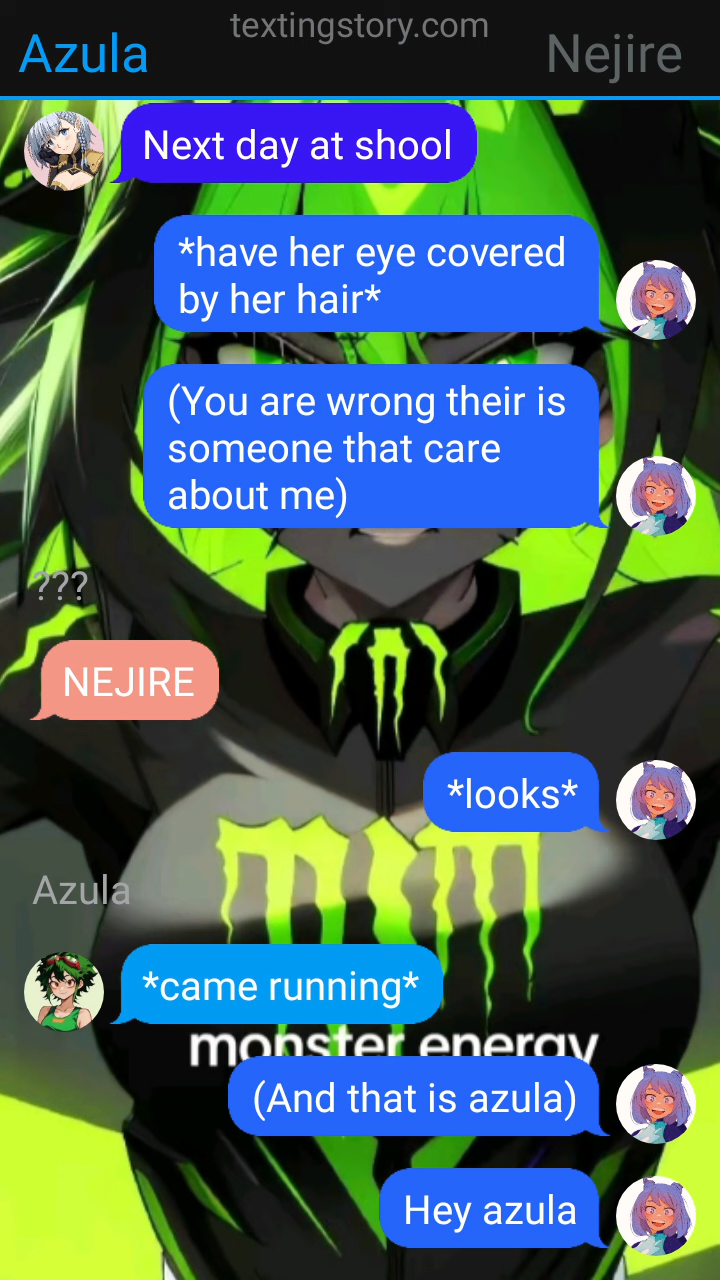 textingstory.com
Azula
Nejire
Next day at shool
*have her eye covered
by her hair*
(You are wrong their is
someone that care
about me)
???
NEJIRE
*looks*
Azula
*came running*
monster energy
(And that is azula)
Hey azula